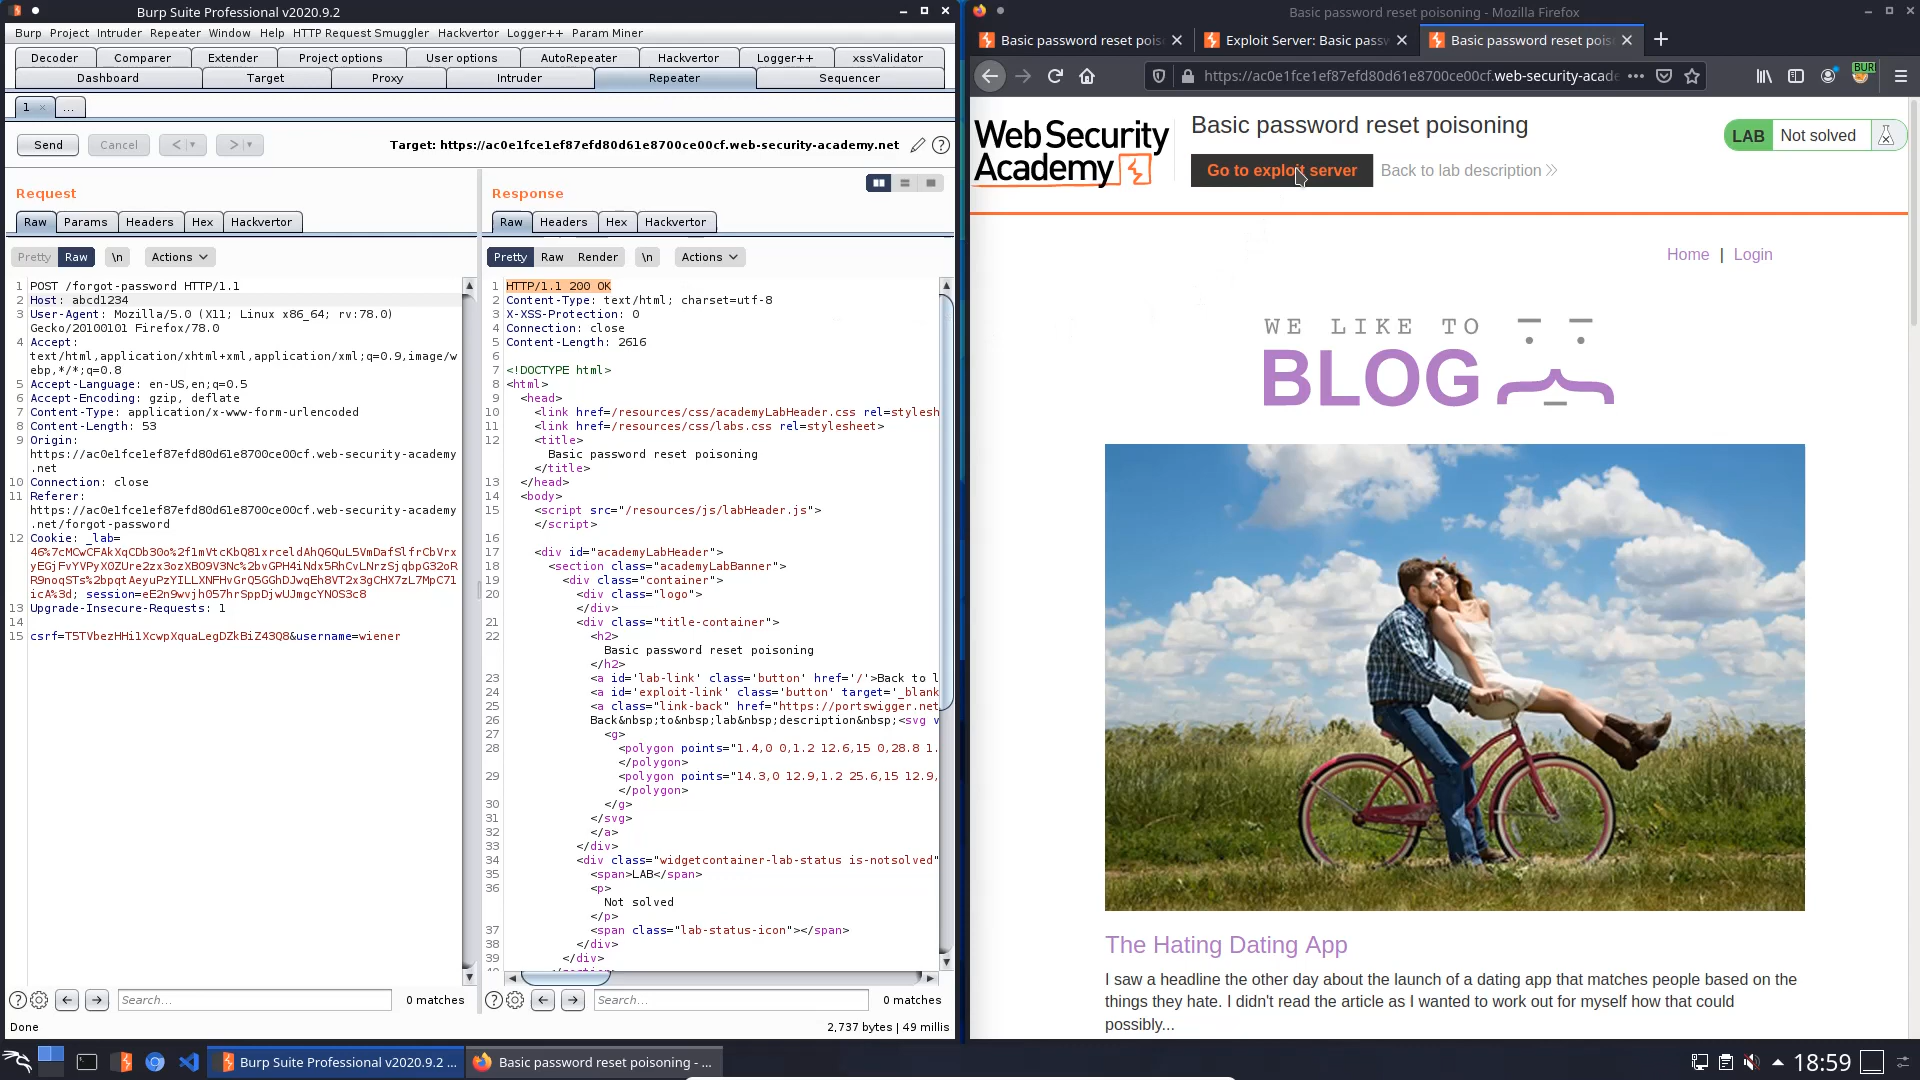 Burp Suite Professional v2020.9.2
Burp Project Intruder Repeater Window Help HTTP Request Smuggler Hackvertor Logger++ Param Miner
Decoder Comparer Extender Project options User options AutoRepeater Hackvertor Logger++ xssValidator
Dashboard Target Proxy Intruder Repeater Sequencer
1 × ...
Send Cancel < >
Target: https://ac0e1fce1ef87efd80d61e8700ce00cf.web-security-academy.net
Request
Raw Params Headers Hex Hackvertor
Pretty Raw \n Actions
1 POST /forgot-password HTTP/1.1
2 Host: abcd1234
3 User-Agent: Mozilla/5.0 (X11; Linux x86_64; rv:78.0)
Gecko/20100101 Firefox/78.0
4 Accept:
text/html,application/xhtml+xml,application/xml;q=0.9,image/w
ebp,*/*;q=0.8
5 Accept-Language: en-US,en;q=0.5
6 Accept-Encoding: gzip, deflate
7 Content-Type: application/x-www-form-urlencoded
8 Content-Length: 53
9 Origin:
https://ac0e1fce1ef87efd80d61e8700ce00cf.web-security-academy
.net
10 Connection: close
11 Referer:
https://ac0e1fce1ef87efd80d61e8700ce00cf.web-security-academy
.net/forgot-password
12 Cookie: _lab=
13 Upgrade-Insecure-Requests: 1
14
15 csrf=T5TVbezHHi1XcwpXquaLegDZkBiZ43Q8&username=wiener
Search... 0 matches
Done
Response
Raw Headers Hex Hackvertor
Pretty Raw Render \n Actions
1 HTTP/1.1 200 OK
2 Content-Type: text/html; charset=utf-8
3 X-XSS-Protection: 0
4 Connection: close
5 Content-Length: 2616
6
7 <!DOCTYPE html>
8 <html>
9 <head>
10 <link href=/resources/css/academyLabHeader.css rel=stylesh
11 <link href=/resources/css/labs.css rel=stylesheet>
12 <title>
Basic password reset poisoning
</title>
13 </head>
14 <body>
15 <script src="/resources/js/labHeader.js">
</script>
16
17 <div id="academyLabHeader">
18 <section class="academyLabBanner">
19 <div class="container">
20 <div class="logo">
</div>
21 <div class="title-container">
22 <h2>
Basic password reset poisoning
</h2>
23 <a id='lab-link' class='button' href='/'>Back to l
24 <a id='exploit-link' class='button' target='_blank
25 <a class="link-back" href="https://portswigger.net
26 Back&nbsp;to&nbsp;lab&nbsp;description&nbsp;<svg v
27 <g>
28 <polygon points="1.4,0 0,1.2 12.6,15 0,28.8 1.
</polygon>
29 <polygon points="14.3,0 12.9,1.2 25.6,15 12.9,
</polygon>
30 </g>
31 </svg>
32 </a>
33 </div>
34 <div class="widgetcontainer-lab-status is-notsolved"
35 <span>LAB</span>
36 <p>
Not solved
</p>
37 <span class="lab-status-icon"></span>
38 </div>
39 </div>
Search... 0 matches
2,737 bytes | 49 millis
Basic password reset poisoning - Mozilla Firefox
Basic password reset pois Exploit Server: Basic passw Basic password reset pois
https://ac0e1fce1ef87efd80d61e8700ce00cf.web-security-acade
BURP
Web Security
Academy
Basic password reset poisoning
Go to exploit server Back to lab description
LAB Not solved
Home | Login
WE LIKE TO
BLOG
The Hating Dating App
I saw a headline the other day about the launch of a dating app that matches people based on the
things they hate. I didn't read the article as I wanted to work out for myself how that could
possibly...
Burp Suite Professional v2020.9.2 ... Basic password reset poisoning - ... 18:59